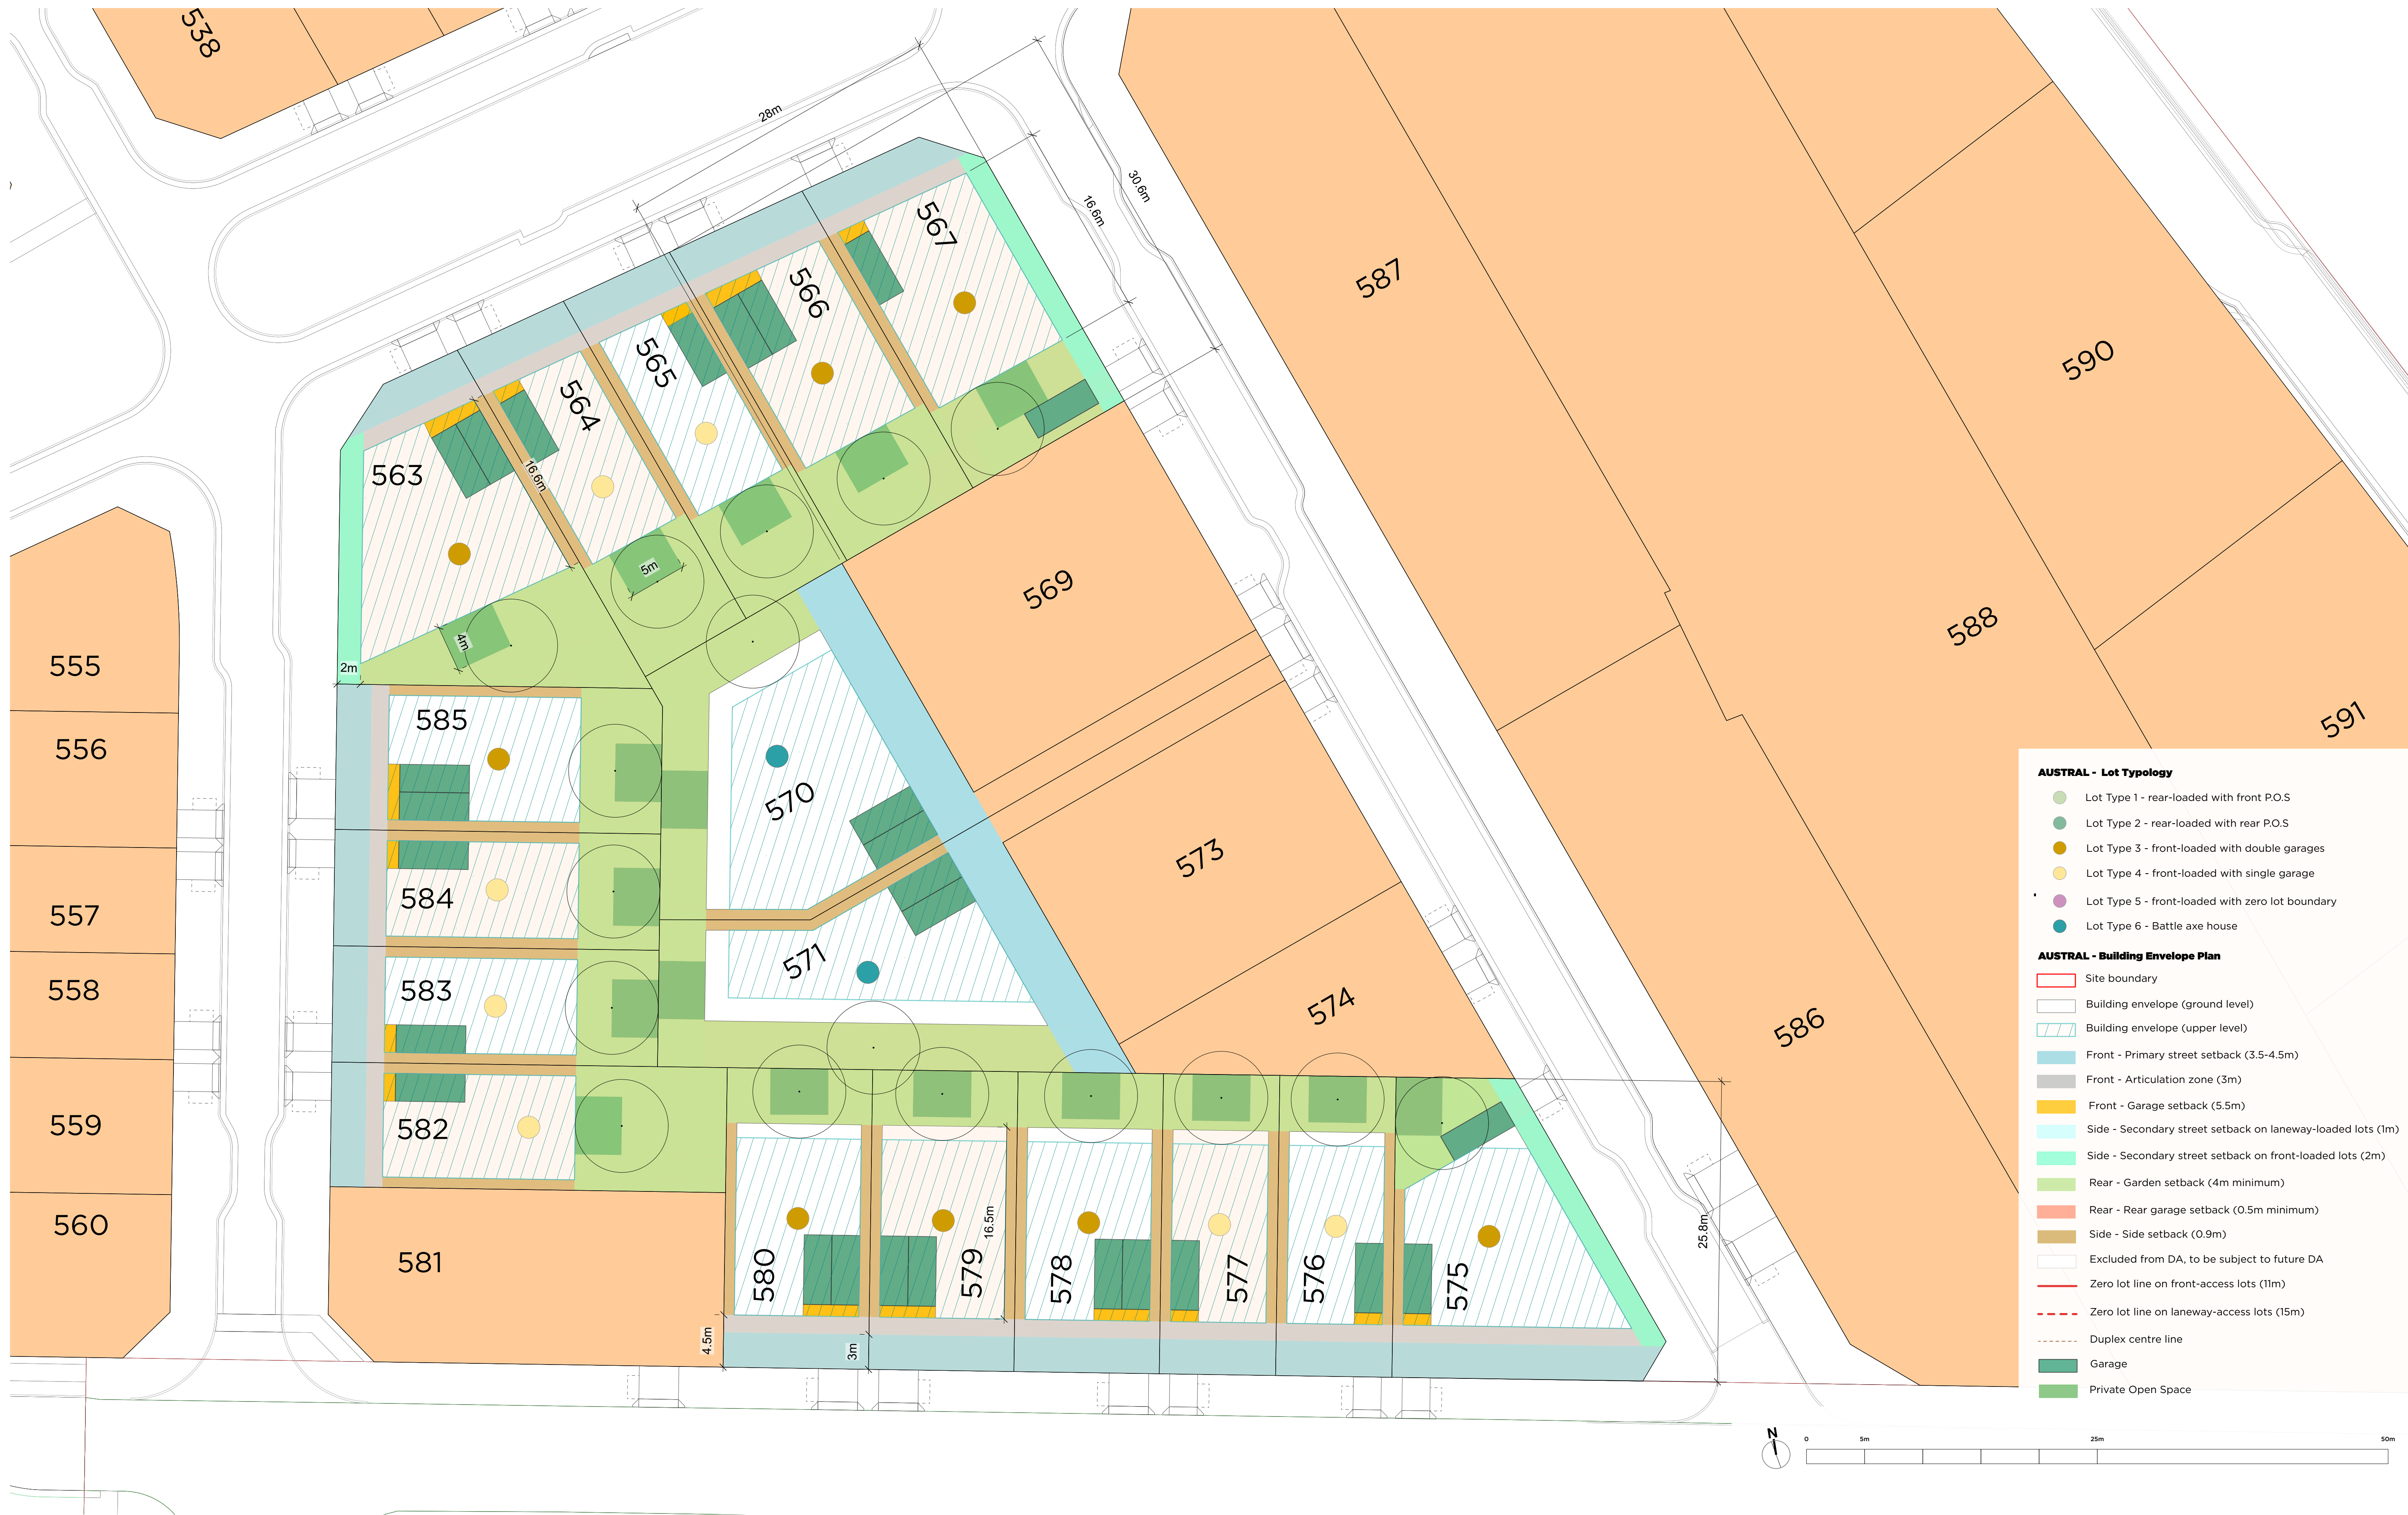 538
28m
30.6m
16.6m
567
587
566
565
564
563
16.6m
590
5m
569
588
4m
2m
555
585
556
591
570
573
584
557
571
583
558
574
586
559
582
560
581
580
579
16.5m
578
577
576
575
25.8m
4.5m
3m
AUSTRAL - Lot Typology
Lot Type 1 - rear-loaded with front P.O.S
Lot Type 2 - rear-loaded with rear P.O.S
Lot Type 3 - front-loaded with double garages
Lot Type 4 - front-loaded with single garage
Lot Type 5 - front-loaded with zero lot boundary
Lot Type 6 - Battle axe house
AUSTRAL - Building Envelope Plan
Site boundary
Building envelope (ground level)
Building envelope (upper level)
Front - Primary street setback (3.5-4.5m)
Front - Articulation zone (3m)
Front - Garage setback (5.5m)
Side - Secondary street setback on laneway-loaded lots (1m)
Side - Secondary street setback on front-loaded lots (2m)
Rear - Garden setback (4m minimum)
Rear - Rear garage setback (0.5m minimum)
Side - Side setback (0.9m)
Excluded from DA, to be subject to future DA
Zero lot line on front-access lots (11m)
Zero lot line on laneway-access lots (15m)
Duplex centre line
Garage
Private Open Space
N
0 5m 25m 50m